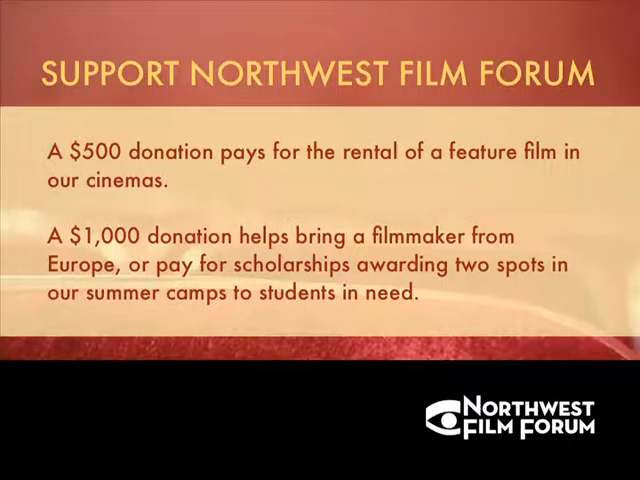 SUPPORT NORTHWEST FILM FORUM
A $500 donation pays for the rental of a feature film in
our cinemas.
A $1,000 donation helps bring a filmmaker from
Europe, or pay for scholarships awarding two spots in
our summer camps to students in need.
NORTHWEST
FILM FORUM